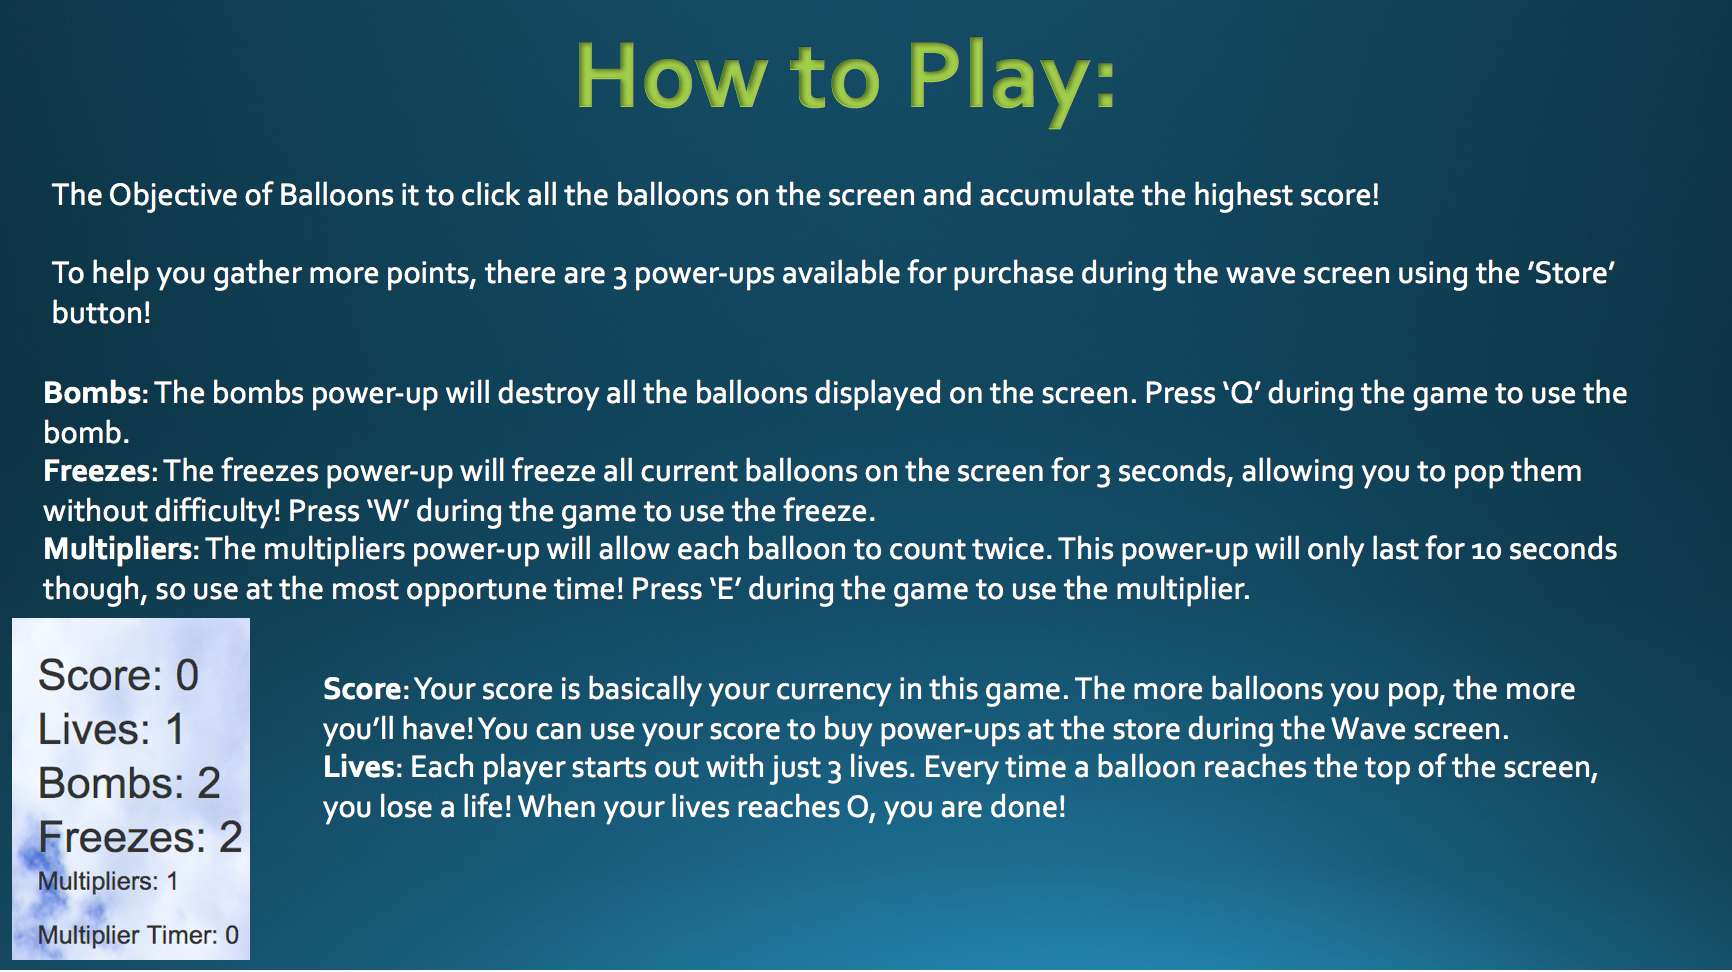 How to Play:
The Objective of Balloons it to click all the balloons on the screen and accumulate the highest score!
To help you gather more points, there are 3 power-ups available for purchase during the wave screen using the ’Store’
button!
Bombs: The bombs power-up will destroy all the balloons displayed on the screen. Press ‘Q’ during the game to use the
bomb.
Freezes: The freezes power-up will freeze all current balloons on the screen for 3 seconds, allowing you to pop them
without difficulty! Press ‘W’ during the game to use the freeze.
Multipliers: The multipliers power-up will allow each balloon to count twice. This power-up will only last for 10 seconds
though, so use at the most opportune time! Press ‘E’ during the game to use the multiplier.
Score: 0
Lives: 1
Bombs: 2
Freezes: 2
Multipliers: 1
Multiplier Timer: 0
Score: Your score is basically your currency in this game. The more balloons you pop, the more
you’ll have! You can use your score to buy power-ups at the store during the Wave screen.
Lives: Each player starts out with just 3 lives. Every time a balloon reaches the top of the screen,
you lose a life! When your lives reaches O, you are done!